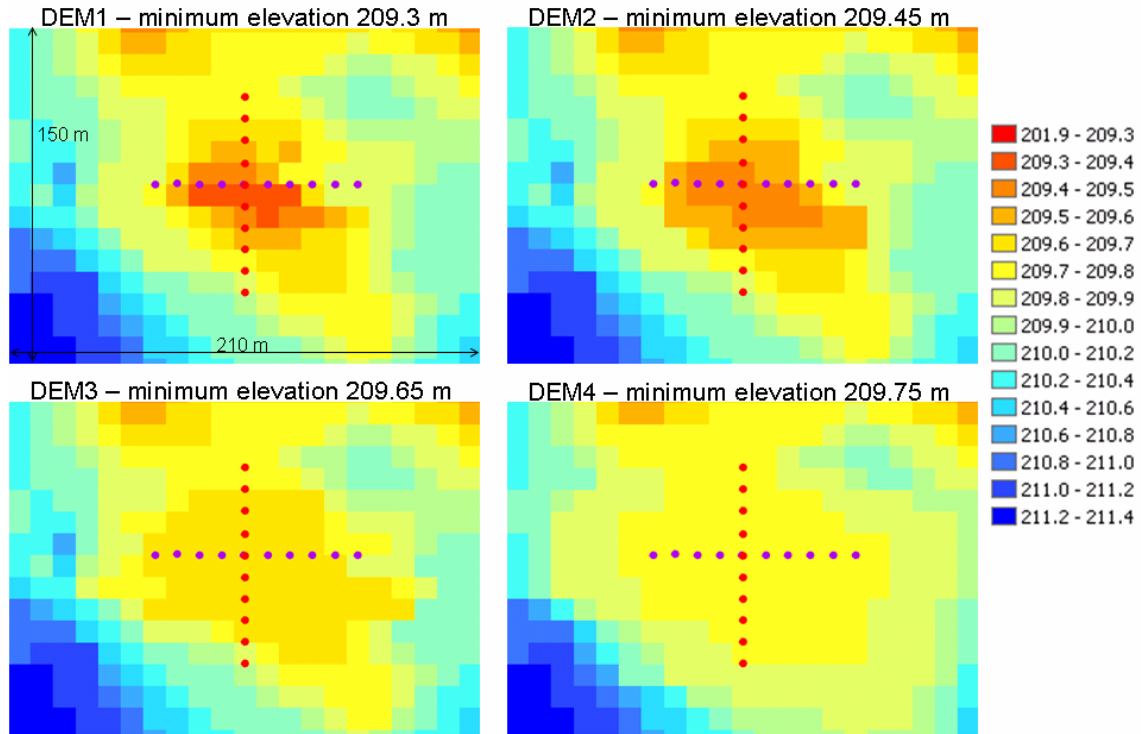 DEM1 – minimum elevation 209.3 m
DEM2 – minimum elevation 209.45 m
150 m
210 m
DEM3 – minimum elevation 209.65 m
DEM4 – minimum elevation 209.75 m
201.9 - 209.3
209.3 - 209.4
209.4 - 209.5
209.5 - 209.6
209.6 - 209.7
209.7 - 209.8
209.8 - 209.9
209.9 - 210.0
210.0 - 210.2
210.2 - 210.4
210.4 - 210.6
210.6 - 210.8
210.8 - 211.0
211.0 - 211.2
211.2 - 211.4